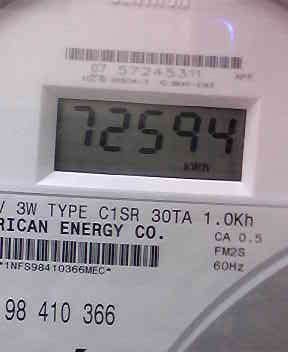 07 57245311
72594
kWh
V 3W TYPE C1SR 30TA 1.0Kh
RICAN ENERGY CO.
CA 0.5
FM2S
*1NFS98410366MEC*
60Hz
98 410 366